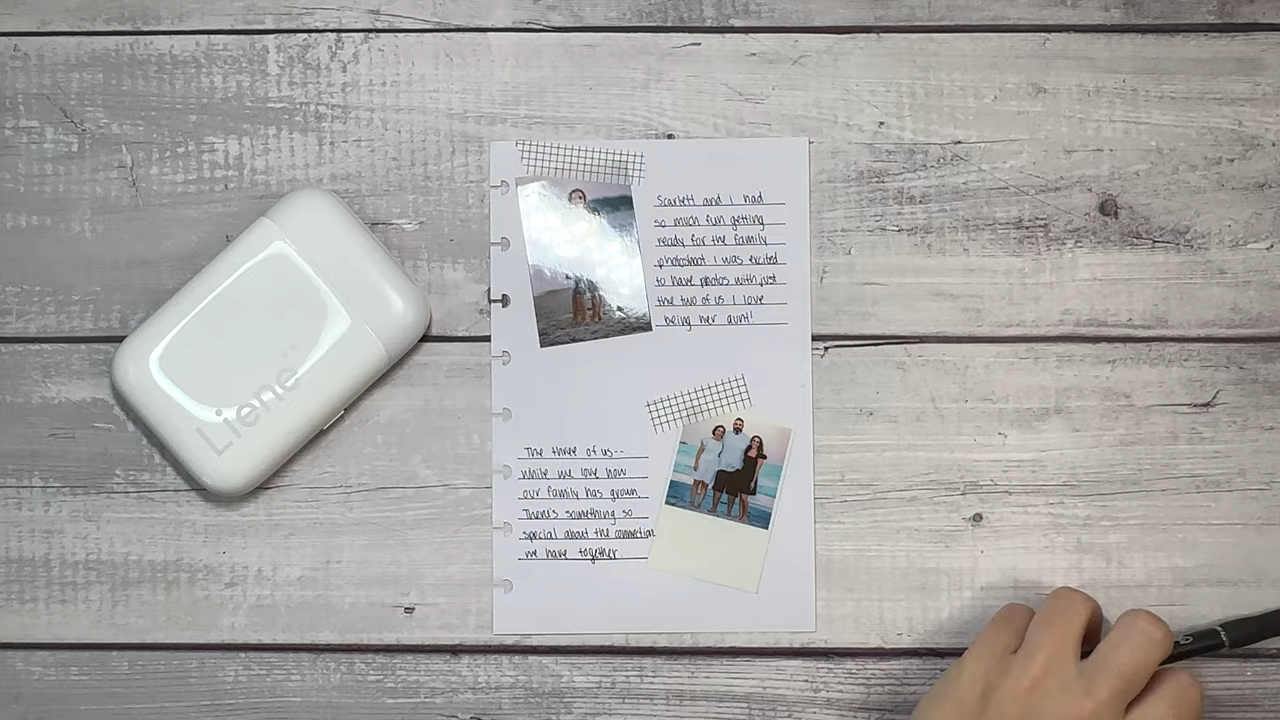 Liene
Scarlett and I had
so much fun getting
ready for the family
photoshoot I was excited
to have photos with just
the two of us I love
being her aunt!
The three of us--
while we love how
our family has grown,
There's something so
special about the connection
we have together.